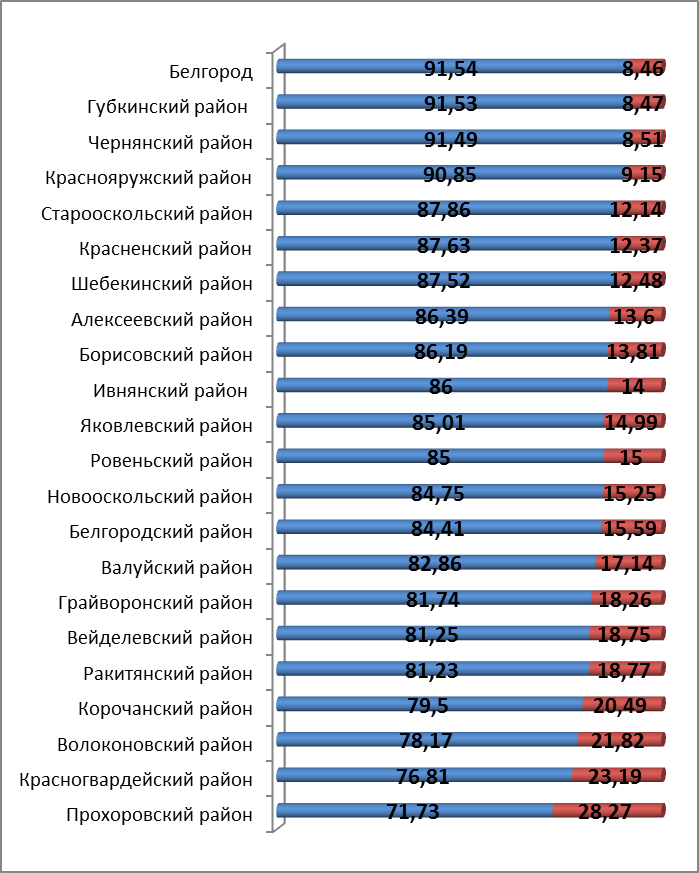 Белгород 91,54 8,46
Губкинский район 91,53 8,47
Чернянский район 91,49 8,51
Краснояружский район 90,85 9,15
Старооскольский район 87,86 12,14
Красненский район 87,63 12,37
Шебекинский район 87,52 12,48
Алексеевский район 86,39 13,6
Борисовский район 86,19 13,81
Ивнянский район 86 14
Яковлевский район 85,01 14,99
Ровеньский район 85 15
Новооскольский район 84,75 15,25
Белгородский район 84,41 15,59
Валуйский район 82,86 17,14
Грайворонский район 81,74 18,26
Вейделевский район 81,25 18,75
Ракитянский район 81,23 18,77
Корочанский район 79,5 20,49
Волоконовский район 78,17 21,82
Красногвардейский район 76,81 23,19
Прохоровский район 71,73 28,27